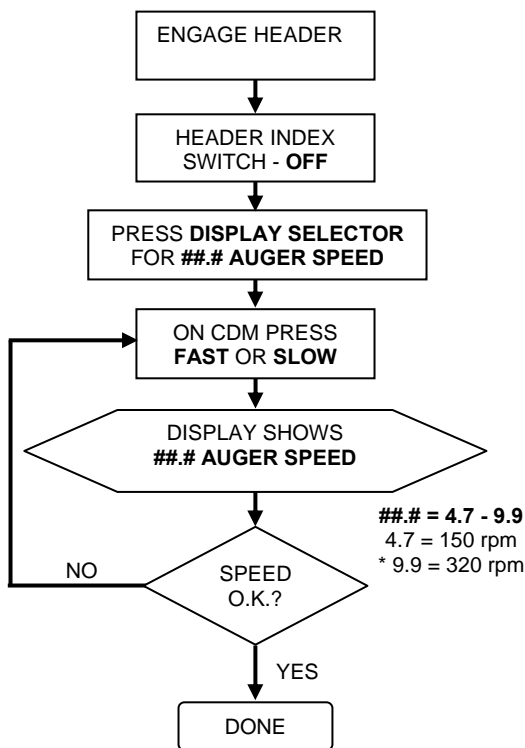 ENGAGE HEADER
HEADER INDEX
SWITCH - OFF
PRESS DISPLAY SELECTOR
FOR ##.# AUGER SPEED
ON CDM PRESS
FAST OR SLOW
DISPLAY SHOWS
##.# AUGER SPEED
##.# = 4.7 - 9.9
4.7 = 150 rpm
* 9.9 = 320 rpm
NO
SPEED
O.K.?
YES
DONE